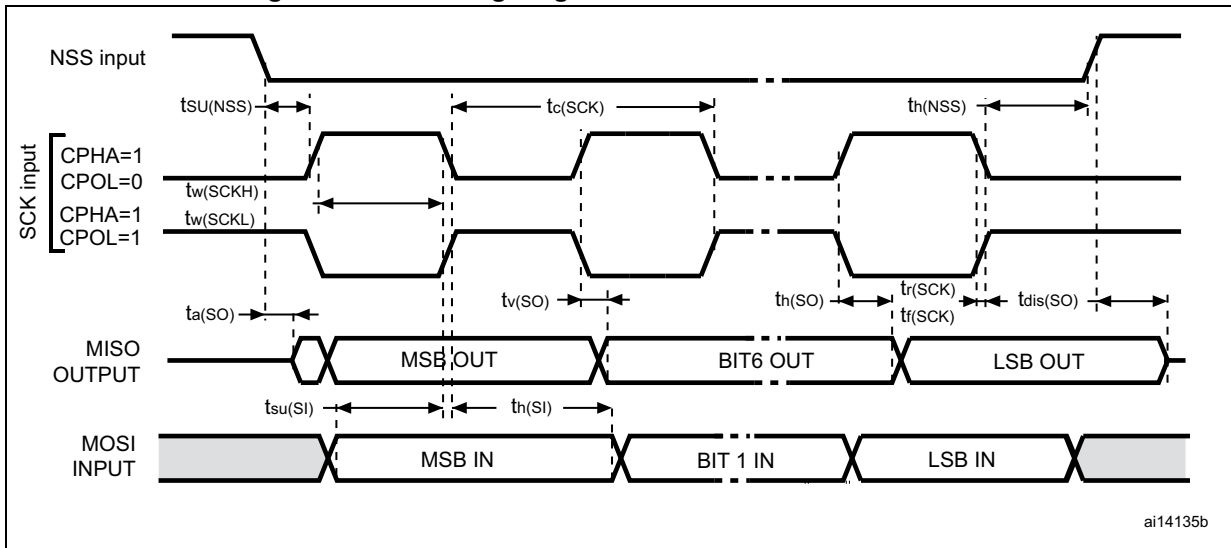 NSS input
tSU(NSS)
tc(SCK)
th(NSS)
SCK input
CPHA=1
CPOL=0
tw(SCKH)
CPHA=1
tw(SCKL)
CPOL=1
tv(SO)
th(SO)
tr(SCK)
tf(SCK)
tdis(SO)
ta(SO)
MISO
OUTPUT
MSB OUT
BIT6 OUT
LSB OUT
tsu(SI)
th(SI)
MOSI
INPUT
MSB IN
BIT 1 IN
LSB IN
ai14135b